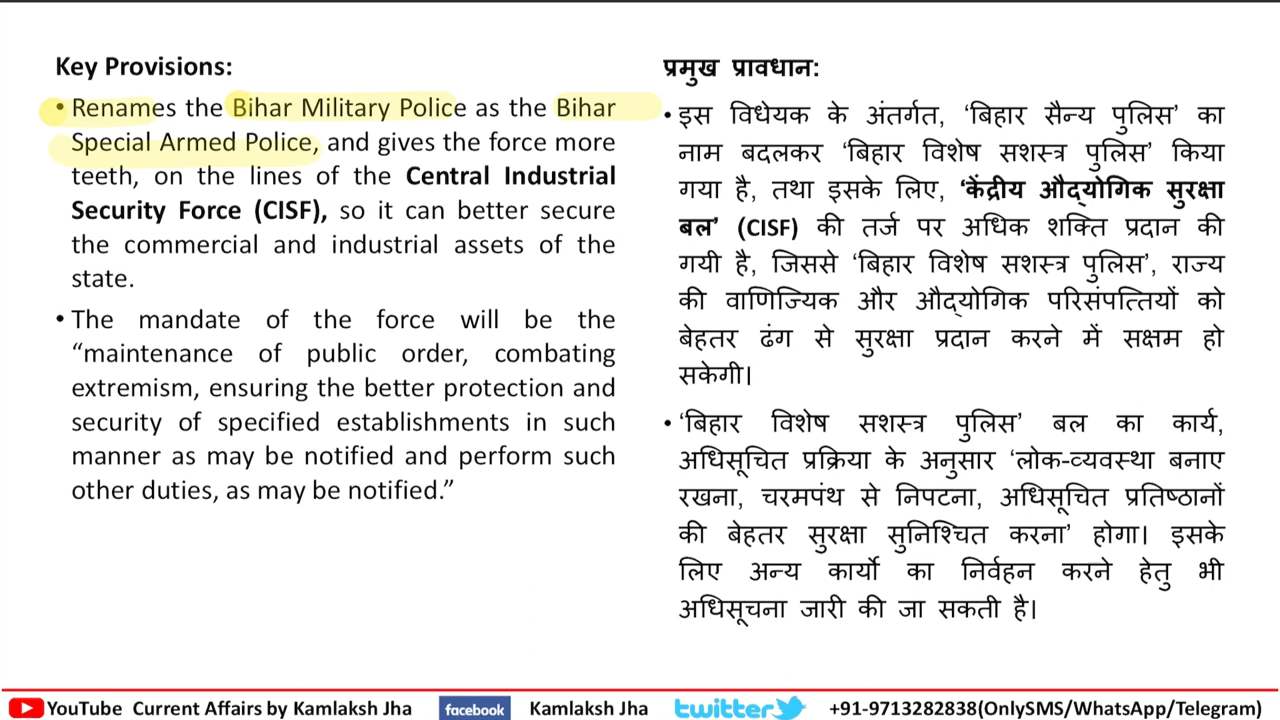 Key Provisions:
• Renames the Bihar Military Police as the Bihar
Special Armed Police, and gives the force more
teeth, on the lines of the Central Industrial
Security Force (CISF), so it can better secure
the commercial and industrial assets of the
state.
• The mandate of the force will be the
“maintenance of public order, combating
extremism, ensuring the better protection and
security of specified establishments in such
manner as may be notified and perform such
other duties, as may be notified.”
प्रमुख प्रावधान:
• इस विधेयक के अंतर्गत, ‘बिहार सैन्य पुलिस’ का
नाम बदलकर ‘बिहार विशेष सशस्त्र पुलिस’ किया
गया है, तथा इसके लिए, ‘केंद्रीय औद्योगिक सुरक्षा
बल’ (CISF) की तर्ज पर अधिक शक्ति प्रदान की
गयी है, जिससे ‘बिहार विशेष सशस्त्र पुलिस’, राज्य
की वाणिज्यिक और औद्योगिक परिसंपत्तियों को
बेहतर ढंग से सुरक्षा प्रदान करने में सक्षम हो
सकेगी।
• ‘बिहार विशेष सशस्त्र पुलिस’ बल का कार्य,
अधिसूचित प्रक्रिया के अनुसार ‘लोक-व्यवस्था बनाए
रखना, चरमपंथ से निपटना, अधिसूचित प्रतिष्ठानों
की बेहतर सुरक्षा सुनिश्चित करना’ होगा। इसके
लिए अन्य कार्यो का निर्वहन करने हेतु भी
अधिसूचना जारी की जा सकती है।
YouTube Current Affairs by Kamlaksh Jha facebook Kamlaksh Jha twitter +91-9713282838(OnlySMS/WhatsApp/Telegram)